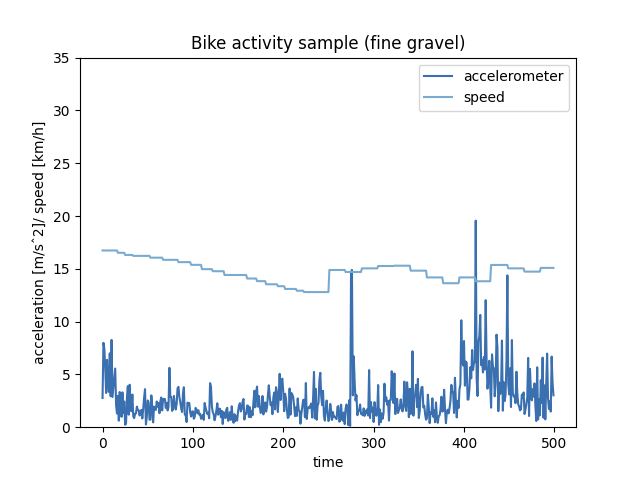 Bike activity sample (fine gravel)
accelerometer
speed
acceleration [m/s^2]/ speed [km/h]
35
30
25
20
15
10
5
0
0 100 200 300 400 500
time